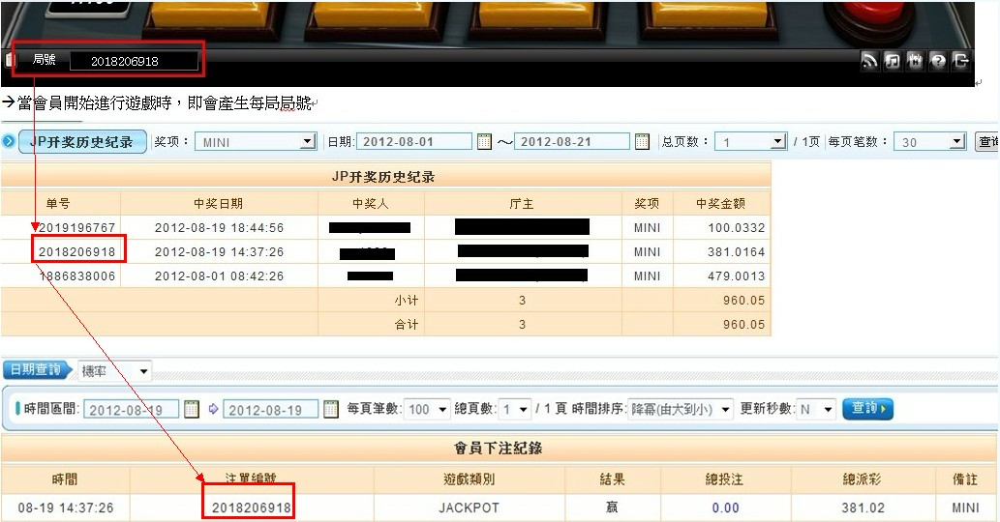 局號 2018206918
→當會員開始進行遊戲時，即會產生每局局號
JP开奖历史纪录 奖项： MINI 日期: 2012-08-01 ～ 2012-08-21 总页数： 1 / 1页 每页笔数： 30 查询
JP开奖历史纪录
单号 中奖日期 中奖人 厅主 奖项 中奖金额
2019196767 2012-08-19 18:44:56 MINI 100.0332
2018206918 2012-08-19 14:37:26 MINI 381.0164
1886838006 2012-08-01 08:42:26 MINI 479.0013
小计 3 960.05
合计 3 960.05
日期查詢 機率
時間區間: 2012-08-19 2012-08-19 每頁筆數: 100 總頁數: 1 / 1 頁 時間排序: 降冪(由大到小) 更新秒數: N 查詢
會員下注紀錄
時間 注單編號 遊戲類別 結果 總投注 總派彩 備註
08-19 14:37:26 2018206918 JACKPOT 贏 0.00 381.02 MINI